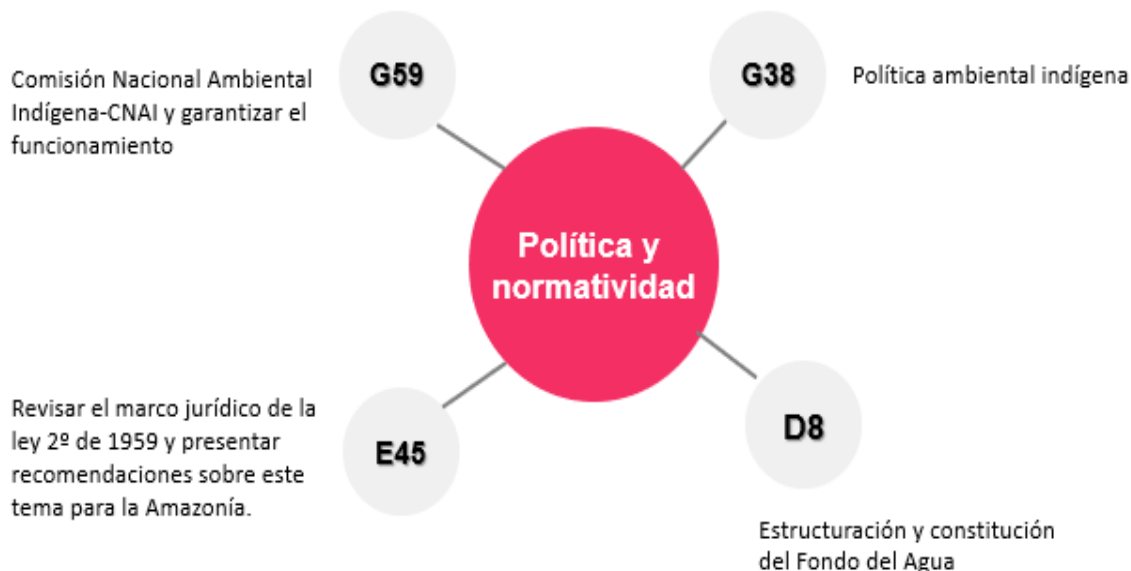 G59
Comisión Nacional Ambiental
Indígena-CNAI y garantizar el
funcionamiento
G38
Política ambiental indígena
Política y
normatividad
E45
Revisar el marco jurídico de la
ley 2º de 1959 y presentar
recomendaciones sobre este
tema para la Amazonía.
D8
Estructuración y constitución
del Fondo del Agua